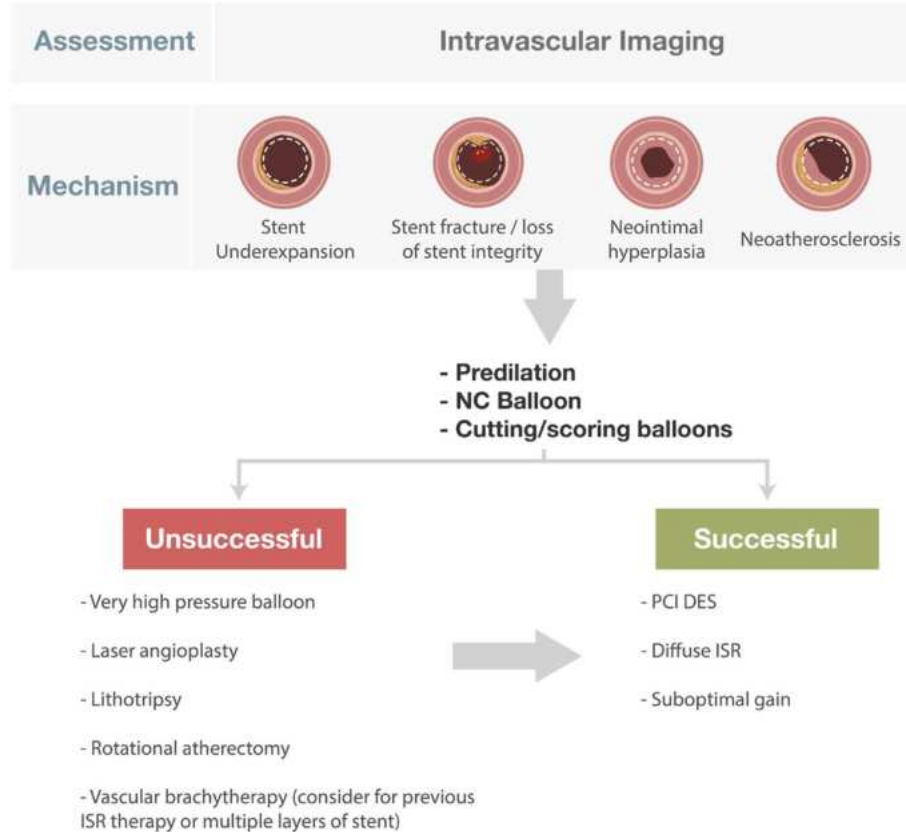 Assessment
Intravascular Imaging
Mechanism
Stent
Underexpansion
Stent fracture / loss
of stent integrity
Neointimal
hyperplasia
Neoatherosclerosis
- Predilation
- NC Balloon
- Cutting/scoring balloons
Unsuccessful
- Very high pressure balloon
- Laser angioplasty
- Lithotripsy
- Rotational atherectomy
- Vascular brachytherapy (consider for previous
ISR therapy or multiple layers of stent)
Successful
- PCI DES
- Diffuse ISR
- Suboptimal gain